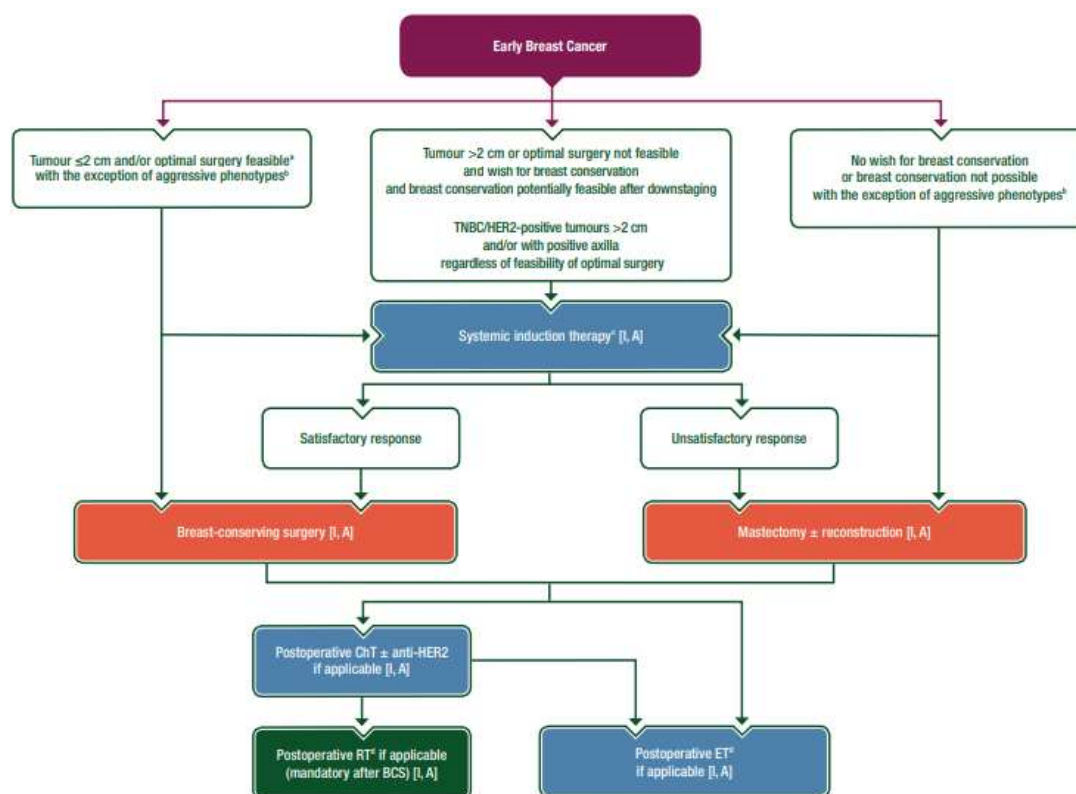 Early Breast Cancer
Tumour ≤2 cm and/or optimal surgery feasibleᵃ
with the exception of aggressive phenotypesᵇ
Tumour >2 cm or optimal surgery not feasible
and wish for breast conservation
and breast conservation potentially feasible after downstaging
TNBC/HER2-positive tumours >2 cm
and/or with positive axilla
regardless of feasibility of optimal surgery
No wish for breast conservation
or breast conservation not possible
with the exception of aggressive phenotypesᵇ
Systemic induction therapyᶜ [I, A]
Satisfactory response
Unsatisfactory response
Breast-conserving surgery [I, A]
Mastectomy ± reconstruction [I, A]
Postoperative ChT ± anti-HER2
if applicable [I, A]
Postoperative RTᵈ if applicable
(mandatory after BCS) [I, A]
Postoperative ETᵉ
if applicable [I, A]